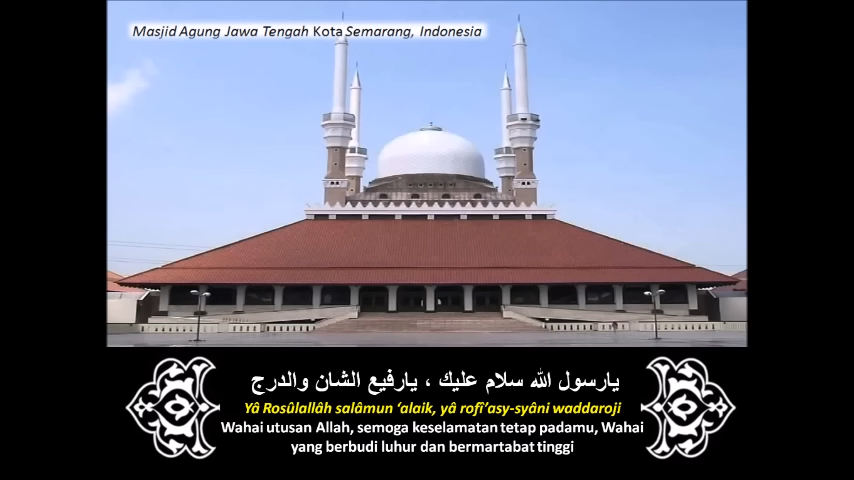 Masjid Agung Jawa Tengah Kota Semarang, Indonesia
يارسول الله سلام عليك ، يارفيع الشان والدرج
Yâ Rosûlallâh salâmun ‘alaik, yâ rofî’asy-syâni waddaroji
Wahai utusan Allah, semoga keselamatan tetap padamu, Wahai
yang berbudi luhur dan bermartabat tinggi